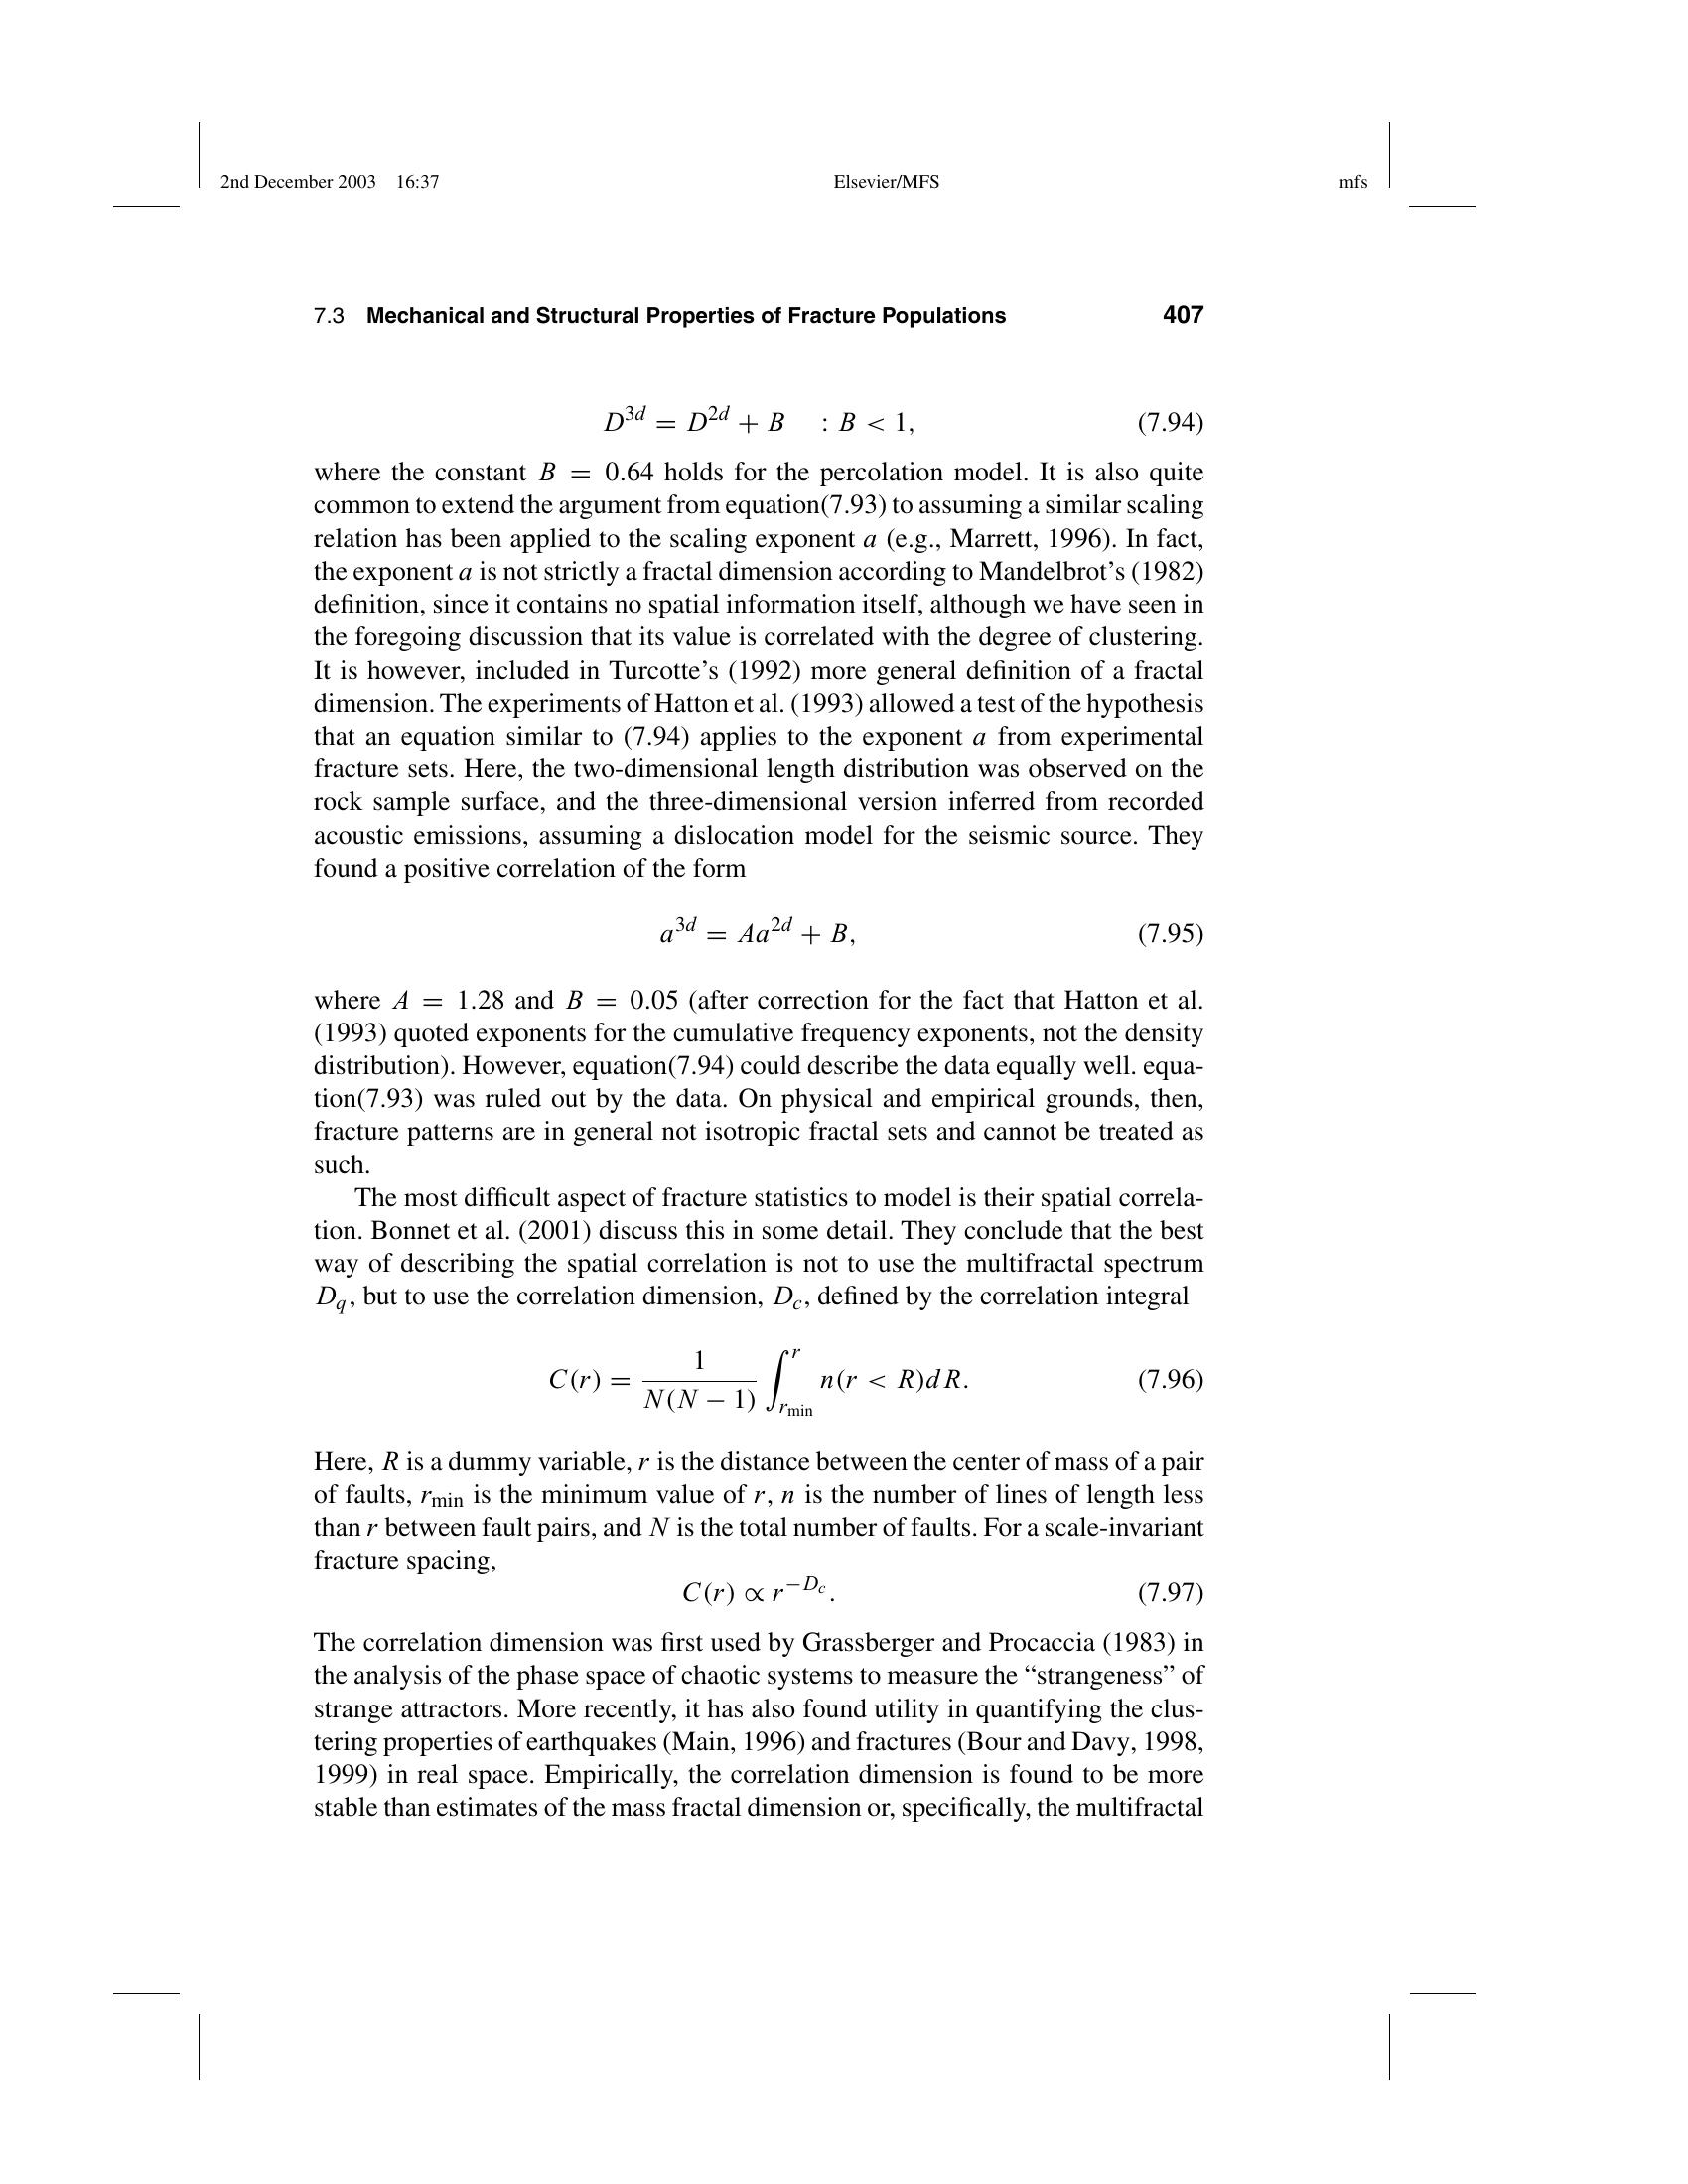 2nd December 2003 16:37 Elsevier/MFS mfs
7.3 Mechanical and Structural Properties of Fracture Populations 407
D^{3d} = D^{2d} + B : B < 1, (7.94)
where the constant B = 0.64 holds for the percolation model. It is also quite
common to extend the argument from equation(7.93) to assuming a similar scaling
relation has been applied to the scaling exponent a (e.g., Marrett, 1996). In fact,
the exponent a is not strictly a fractal dimension according to Mandelbrot’s (1982)
definition, since it contains no spatial information itself, although we have seen in
the foregoing discussion that its value is correlated with the degree of clustering.
It is however, included in Turcotte’s (1992) more general definition of a fractal
dimension. The experiments of Hatton et al. (1993) allowed a test of the hypothesis
that an equation similar to (7.94) applies to the exponent a from experimental
fracture sets. Here, the two-dimensional length distribution was observed on the
rock sample surface, and the three-dimensional version inferred from recorded
acoustic emissions, assuming a dislocation model for the seismic source. They
found a positive correlation of the form
a^{3d} = Aa^{2d} + B, (7.95)
where A = 1.28 and B = 0.05 (after correction for the fact that Hatton et al.
(1993) quoted exponents for the cumulative frequency exponents, not the density
distribution). However, equation(7.94) could describe the data equally well. equa-
tion(7.93) was ruled out by the data. On physical and empirical grounds, then,
fracture patterns are in general not isotropic fractal sets and cannot be treated as
such.
The most difficult aspect of fracture statistics to model is their spatial correla-
tion. Bonnet et al. (2001) discuss this in some detail. They conclude that the best
way of describing the spatial correlation is not to use the multifractal spectrum
D_q, but to use the correlation dimension, D_c, defined by the correlation integral
C(r) = \frac{1}{N(N − 1)} \int_{r_{min}}^{r} n(r < R)dR. (7.96)
Here, R is a dummy variable, r is the distance between the center of mass of a pair
of faults, r_{min} is the minimum value of r, n is the number of lines of length less
than r between fault pairs, and N is the total number of faults. For a scale-invariant
fracture spacing,
C(r) ∝ r^{−D_c}. (7.97)
The correlation dimension was first used by Grassberger and Procaccia (1983) in
the analysis of the phase space of chaotic systems to measure the “strangeness” of
strange attractors. More recently, it has also found utility in quantifying the clus-
tering properties of earthquakes (Main, 1996) and fractures (Bour and Davy, 1998,
1999) in real space. Empirically, the correlation dimension is found to be more
stable than estimates of the mass fractal dimension or, specifically, the multifractal